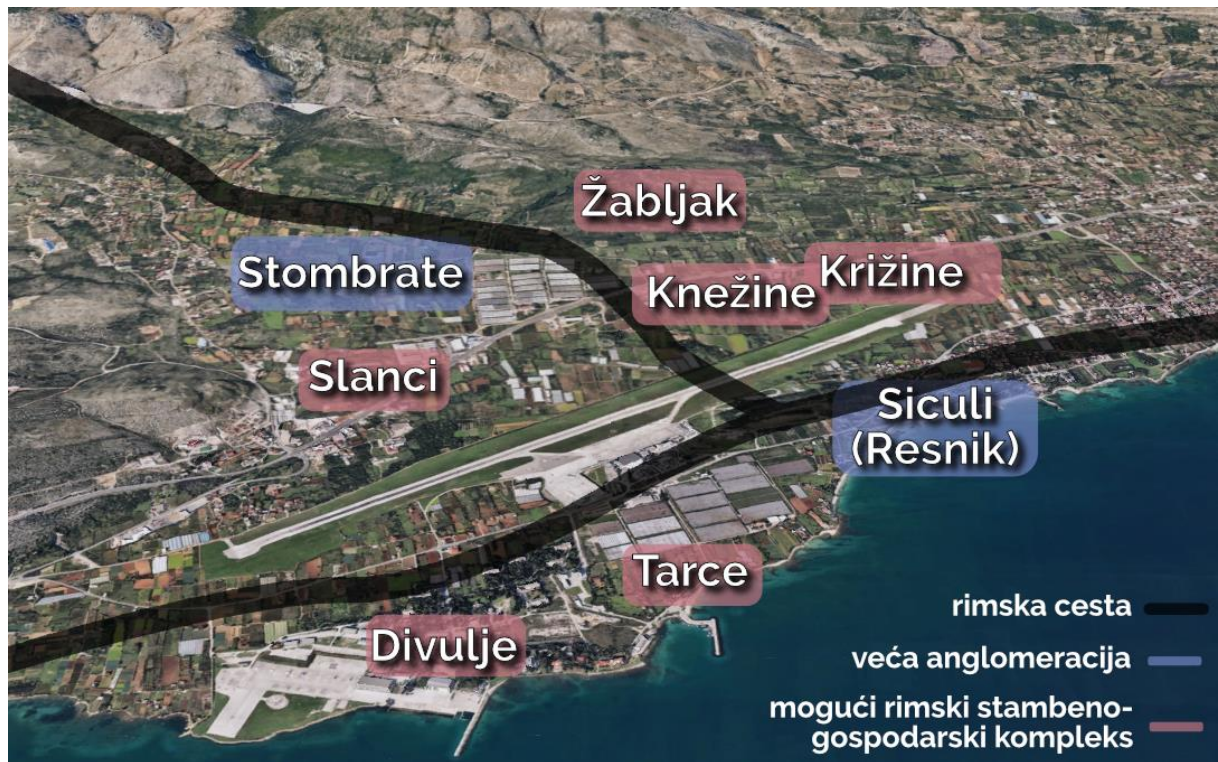 Žabljak
Stombrate
Knežine
Križine
Slanci
Siculi
(Resnik)
Tarce
Divulje
rimska cesta
veća anglomeracija
mogući rimski stambeno-
gospodarski kompleks